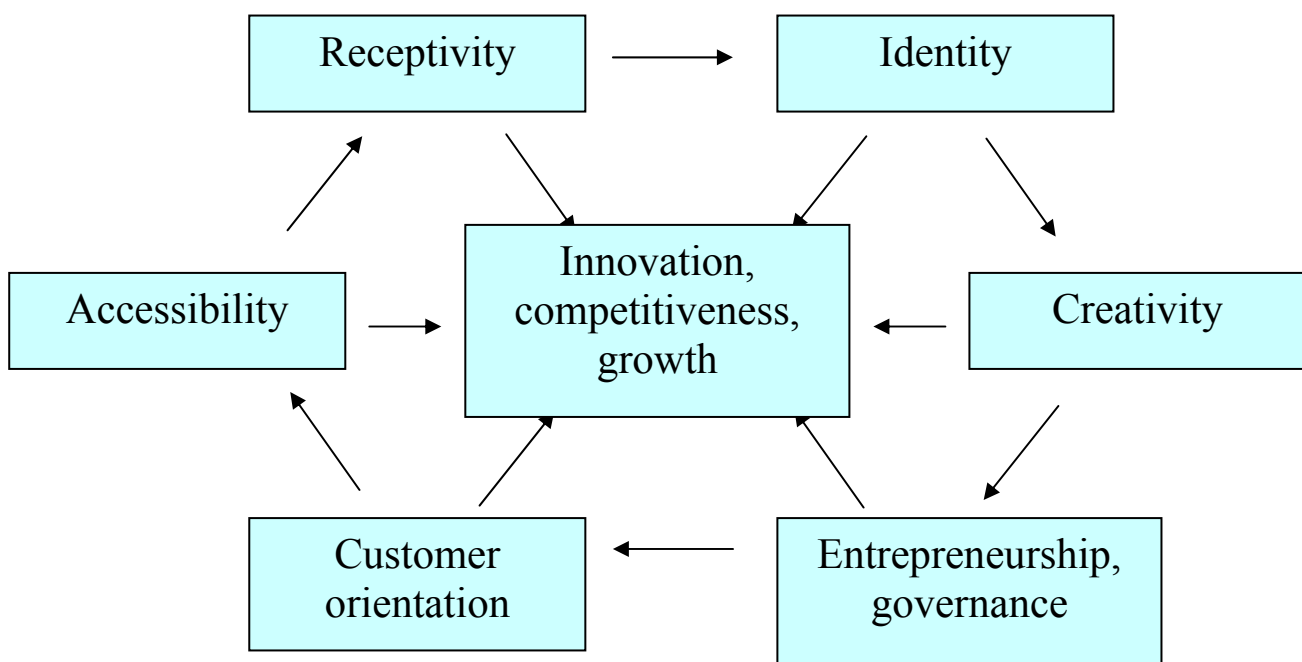 Receptivity
Identity
Innovation,
competitiveness,
growth
Accessibility
Creativity
Customer
orientation
Entrepreneurship,
governance